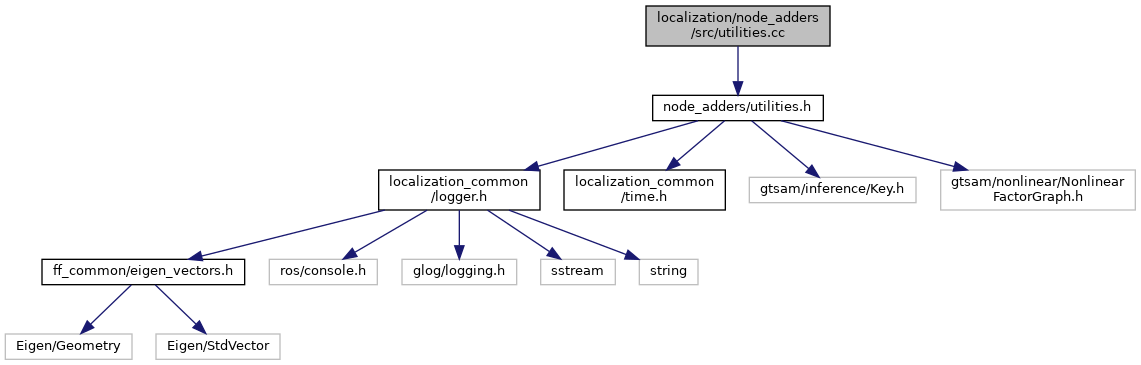 localization/node_adders
/src/utilities.cc
node_adders/utilities.h
localization_common
/logger.h
localization_common
/time.h
gtsam/inference/Key.h
gtsam/nonlinear/Nonlinear
FactorGraph.h
ff_common/eigen_vectors.h
ros/console.h
glog/logging.h
sstream
string
Eigen/Geometry
Eigen/StdVector